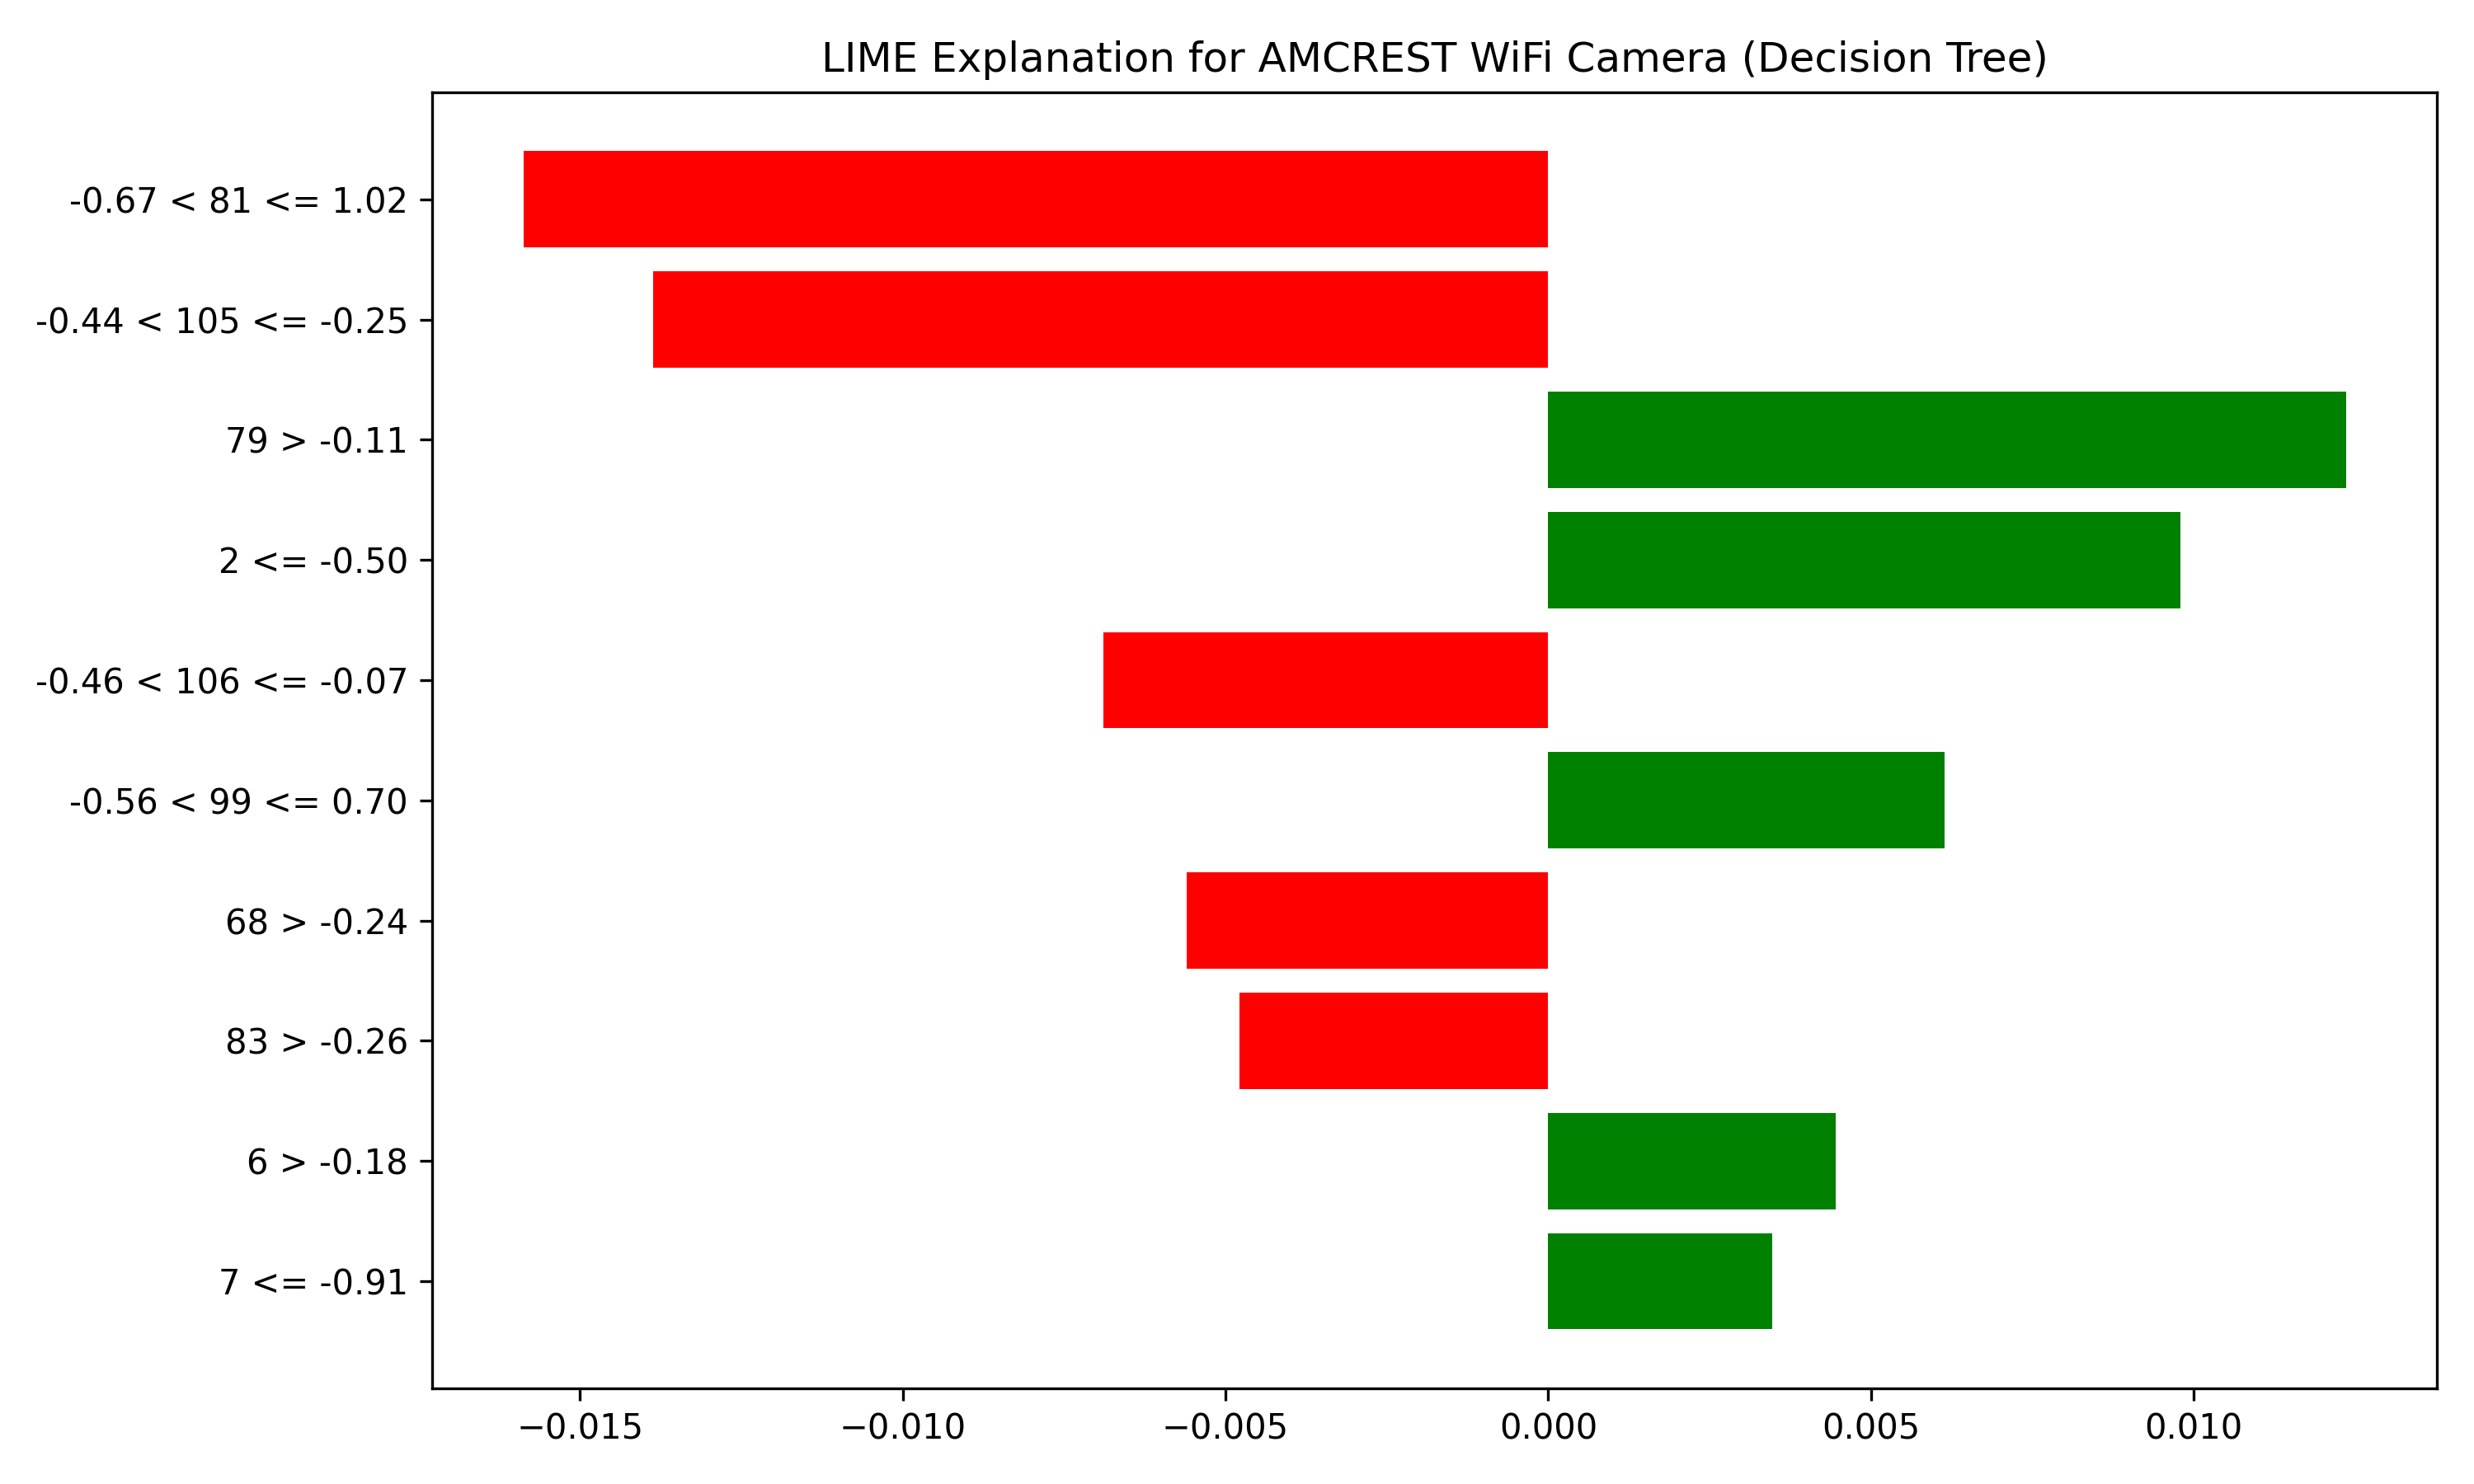 LIME Explanation for AMCREST WiFi Camera (Decision Tree)
-0.67 < 81 <= 1.02
-0.44 < 105 <= -0.25
79 > -0.11
2 <= -0.50
-0.46 < 106 <= -0.07
-0.56 < 99 <= 0.70
68 > -0.24
83 > -0.26
6 > -0.18
7 <= -0.91
−0.015 −0.010 −0.005 0.000 0.005 0.010